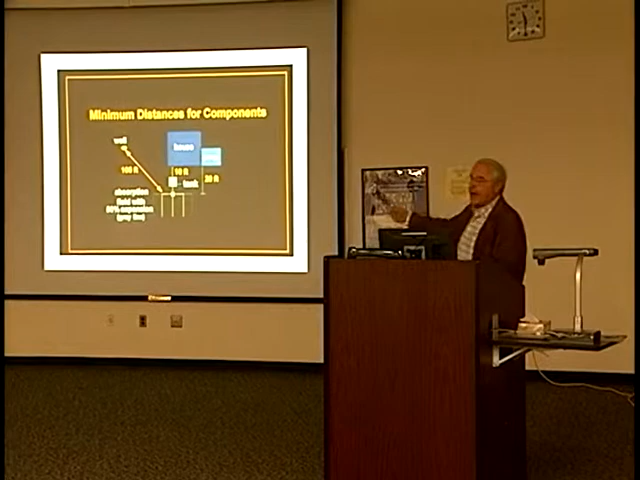 Minimum Distances for Components
well
house
100 ft
10 ft
tank
20 ft
absorption
field with
50% expansion
(grey line)